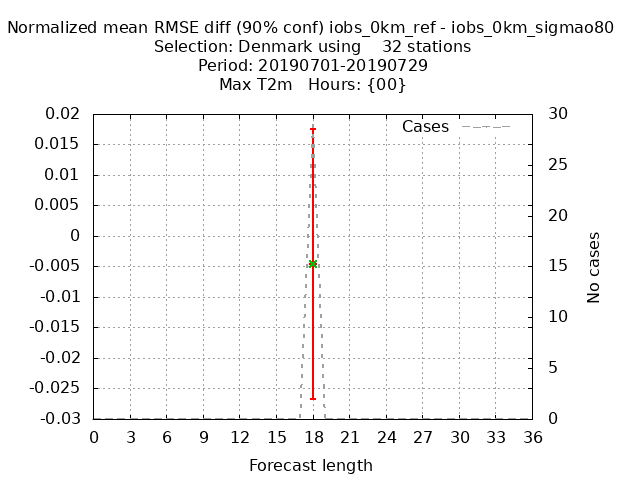 Normalized mean RMSE diff (90% conf) iobs_0km_ref - iobs_0km_sigmao80
Selection: Denmark using 32 stations
Period: 20190701-20190729
Max T2m Hours: {00}
Cases
0.02
0.015
0.01
0.005
0
-0.005
-0.01
-0.015
-0.02
-0.025
-0.03
30
25
20
15
10
5
0
No cases
0 3 6 9 12 15 18 21 24 27 30 33 36
Forecast length